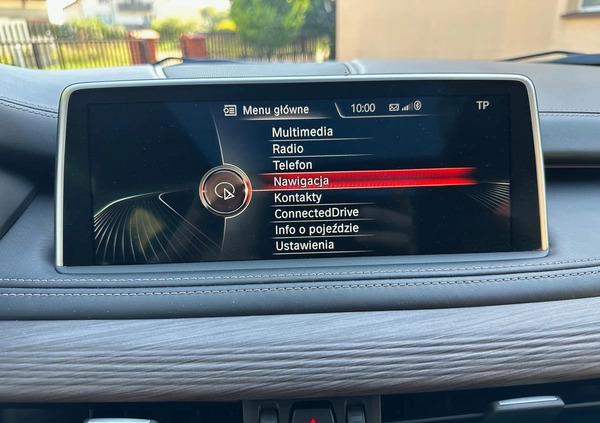 Menu główne 10:00 TP
Multimedia
Radio
Telefon
Nawigacja
Kontakty
ConnectedDrive
Info o pojeździe
Ustawienia